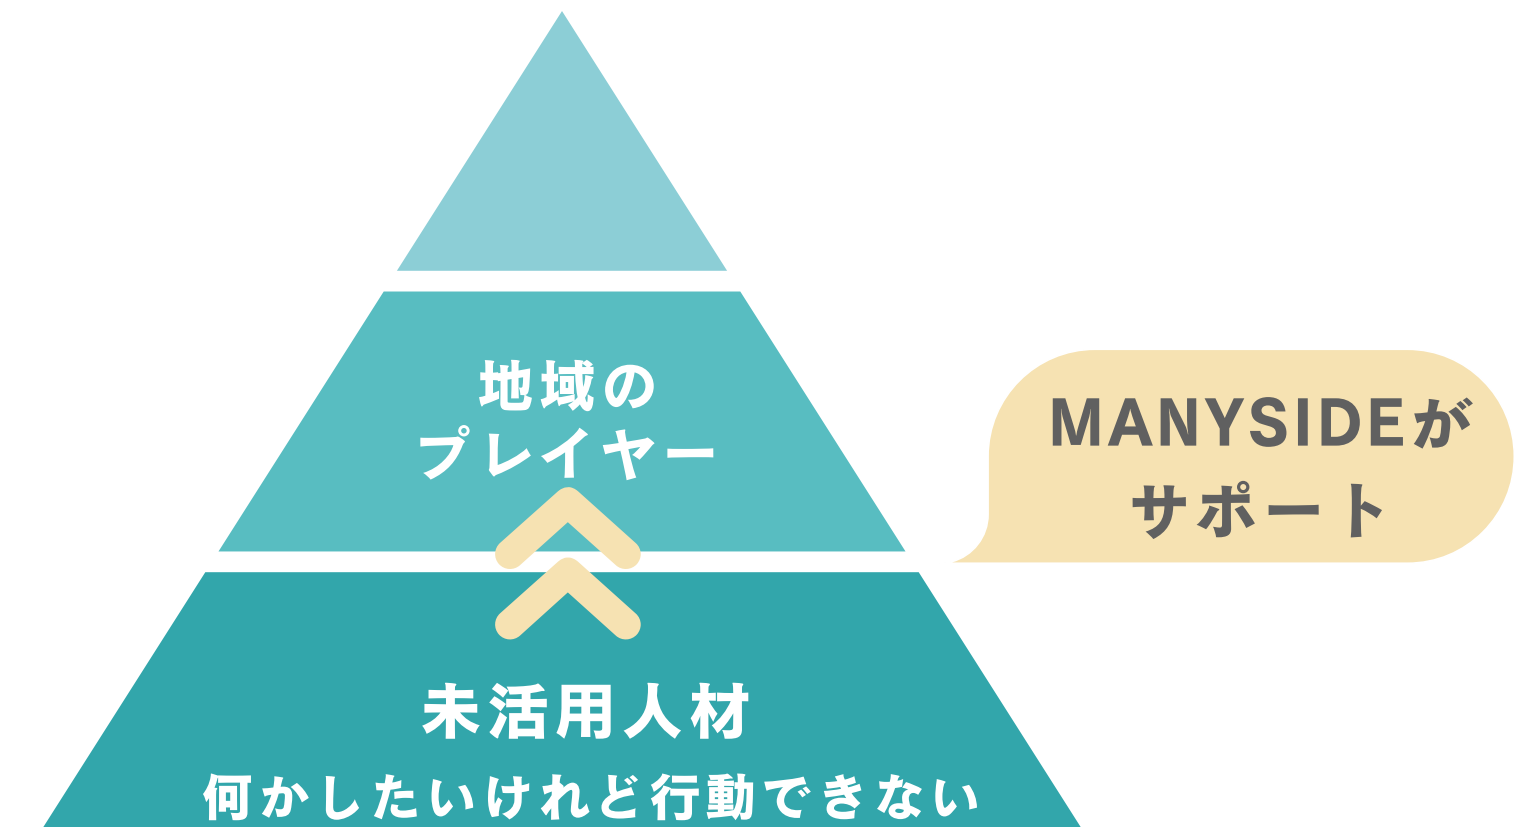 地域の
プレイヤー
MANYSIDEが
サポート
未活用人材
何かしたいけれど行動できない